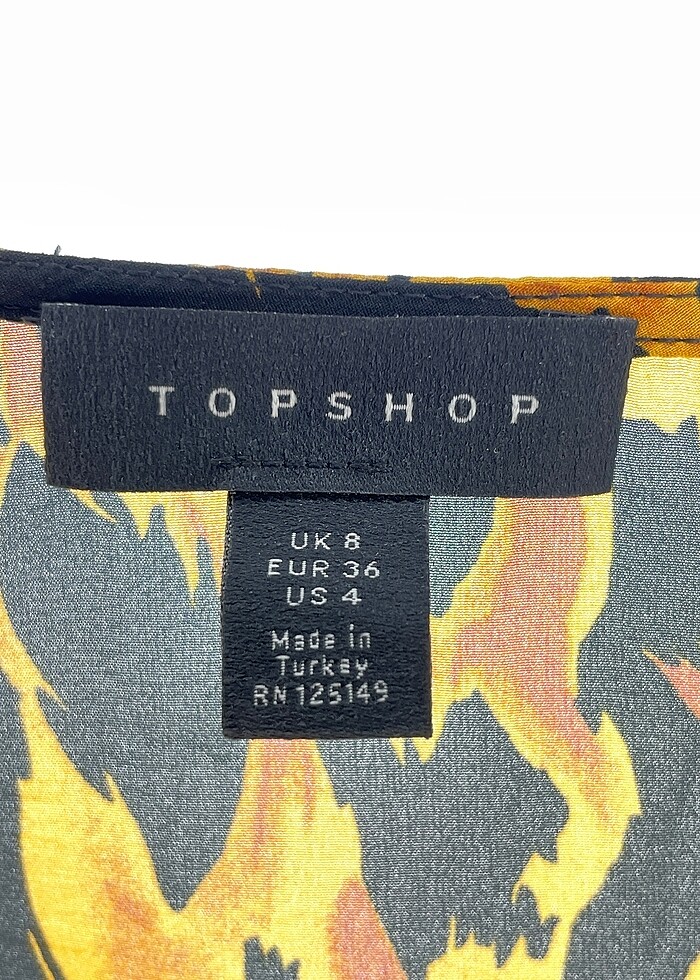 TOPSHOP
UK 8
EUR 36
US 4
Made in
Turkey
RN 125149